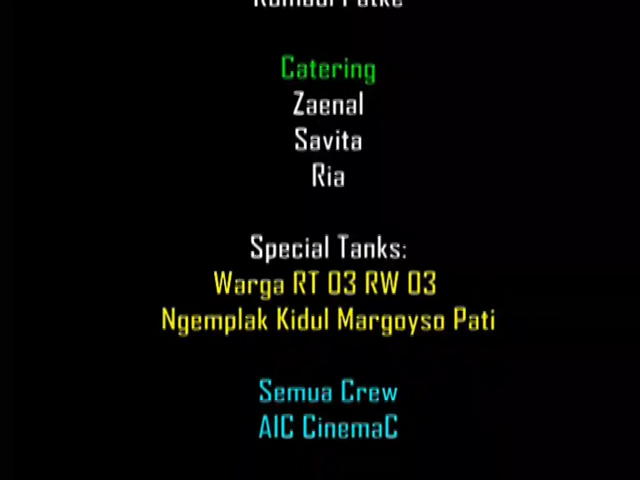 Catering
Zaenal
Savita
Ria
Special Tanks:
Warga RT 03 RW 03
Ngemplak Kidul Margoyso Pati
Semua Crew
AIC CinemaC